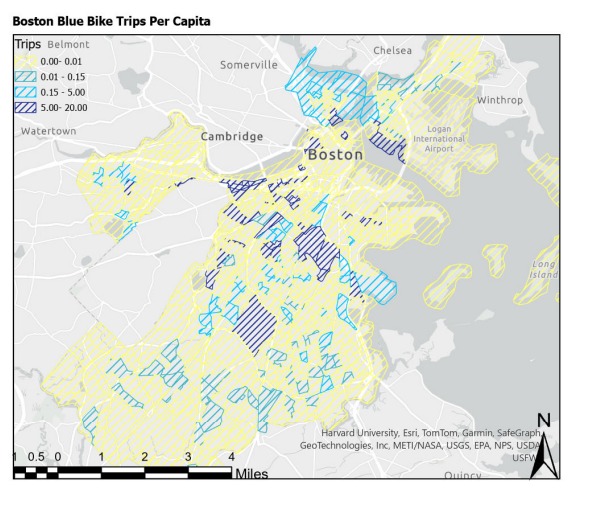 Boston Blue Bike Trips Per Capita
Trips
0.00- 0.01
0.01 - 0.15
0.15 - 5.00
5.00- 20.00
Belmont
Chelsea
Somerville
Winthrop
Watertown
Cambridge
Logan
International
Airport
Boston
Long
Island
N
Harvard University, Esri, TomTom, Garmin, SafeGraph,
GeoTechnologies, Inc, METI/NASA, USGS, EPA, NPS, USDA
USFW
1 0.5 0 1 2 3 4
Miles
Quincy